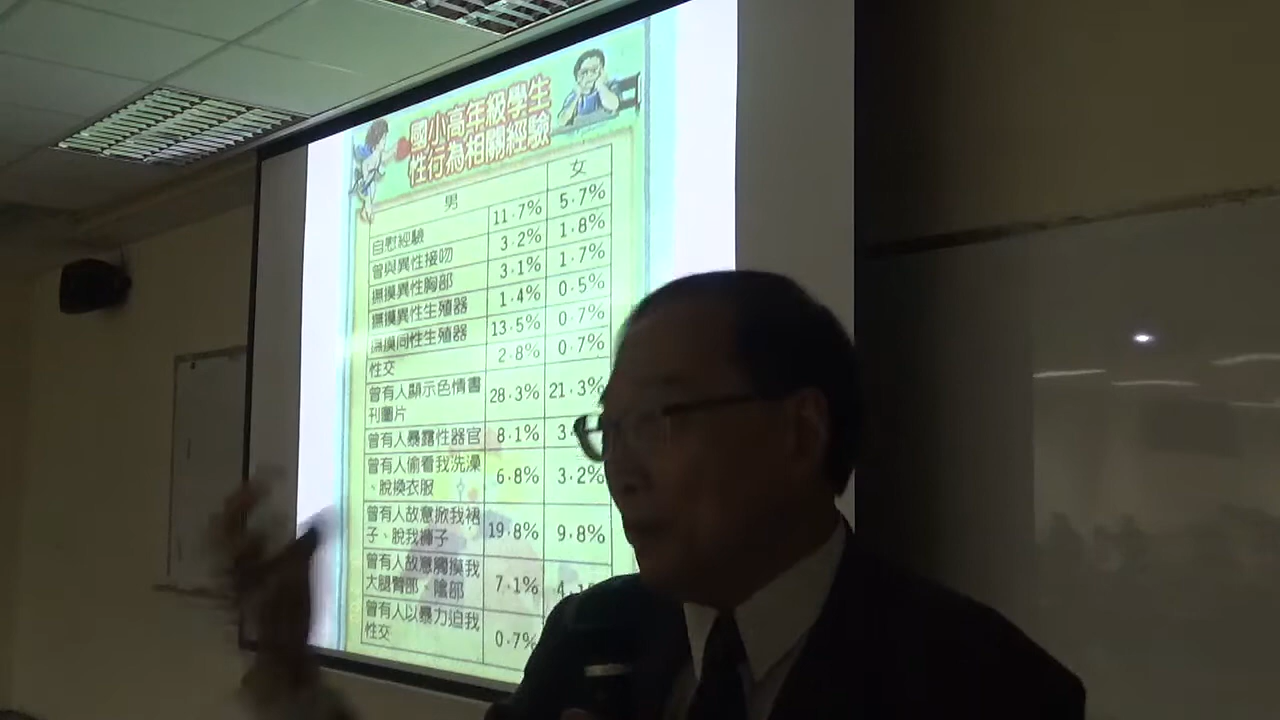 國小高年級學生
性行為相關經驗
男 女
自慰經驗 11.7% 5.7%
曾與異性接吻 3.2% 1.8%
撫摸異性胸部 3.1% 1.7%
撫摸異性生殖器 1.4% 0.5%
撫摸同性生殖器 13.5% 0.7%
性交 2.8% 0.7%
曾有人顯示色情書
刊圖片 28.3% 21.3%
曾有人暴露性器官 8.1% 3
曾有人偷看我洗澡
、脫換衣服 6.8% 3.2%
曾有人故意掀我裙
子、脫我褲子 19.8% 9.8%
曾有人故意觸摸我
大腿臀部、陰部 7.1% 4
曾有人以暴力迫我
性交 0.7%